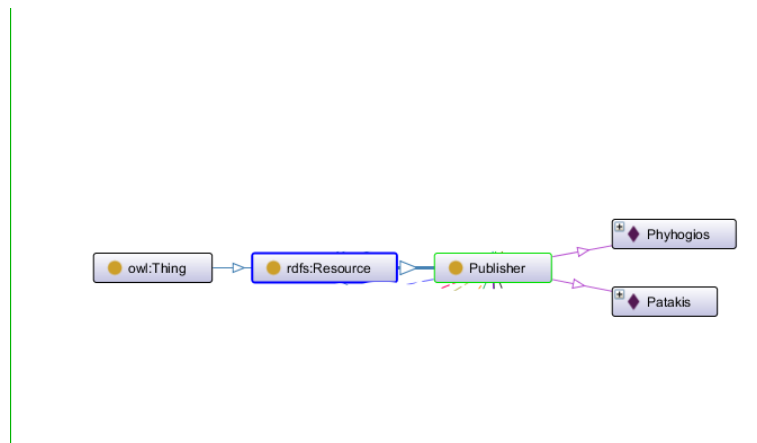 owl:Thing
rdfs:Resource
Publisher
Phyhogios
Patakis